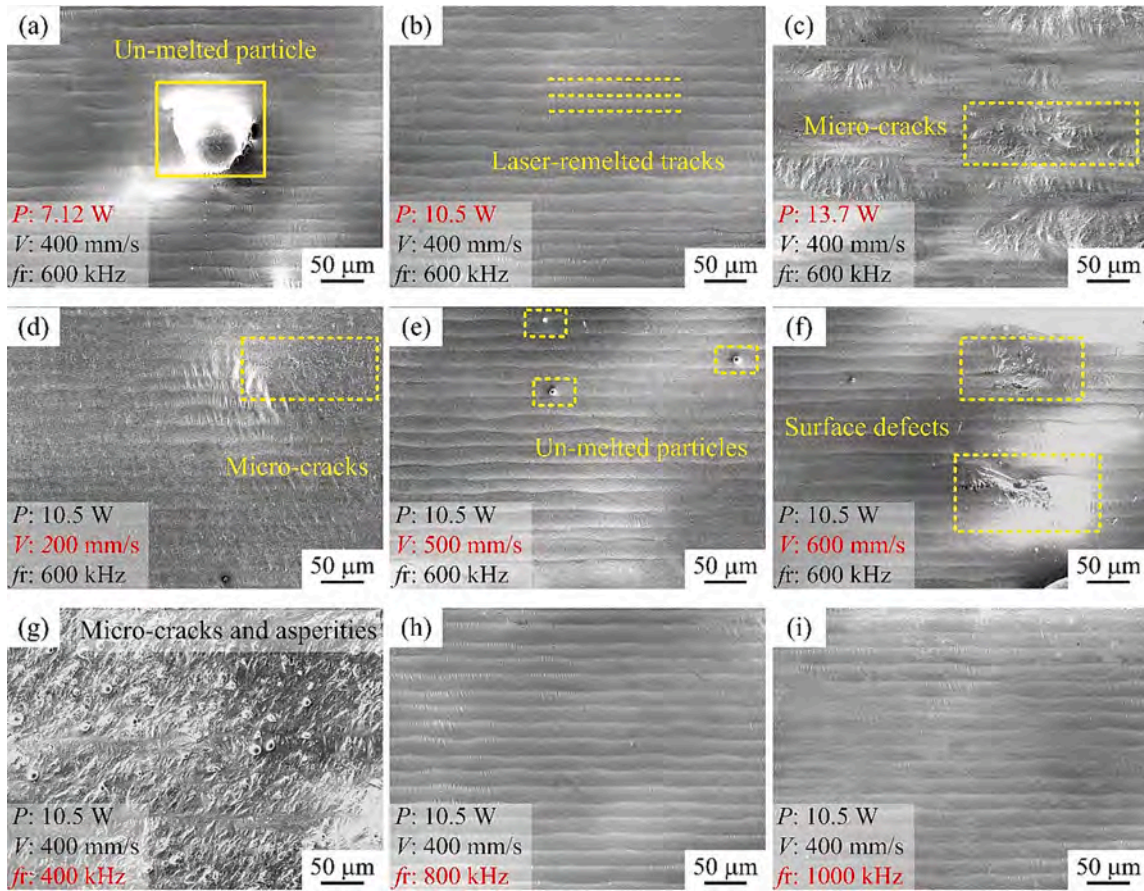 (a)
Un-melted particle
P: 7.12 W
V: 400 mm/s
fr: 600 kHz
50 μm
(b)
Laser-remelted tracks
P: 10.5 W
V: 400 mm/s
fr: 600 kHz
50 μm
(c)
Micro-cracks
P: 13.7 W
V: 400 mm/s
fr: 600 kHz
50 μm
(d)
Micro-cracks
P: 10.5 W
V: 200 mm/s
fr: 600 kHz
50 μm
(e)
Un-melted particles
P: 10.5 W
V: 500 mm/s
fr: 600 kHz
50 μm
(f)
Surface defects
P: 10.5 W
V: 600 mm/s
fr: 600 kHz
50 μm
(g)
Micro-cracks and asperities
P: 10.5 W
V: 400 mm/s
fr: 400 kHz
50 μm
(h)
P: 10.5 W
V: 400 mm/s
fr: 800 kHz
50 μm
(i)
P: 10.5 W
V: 400 mm/s
fr: 1000 kHz
50 μm